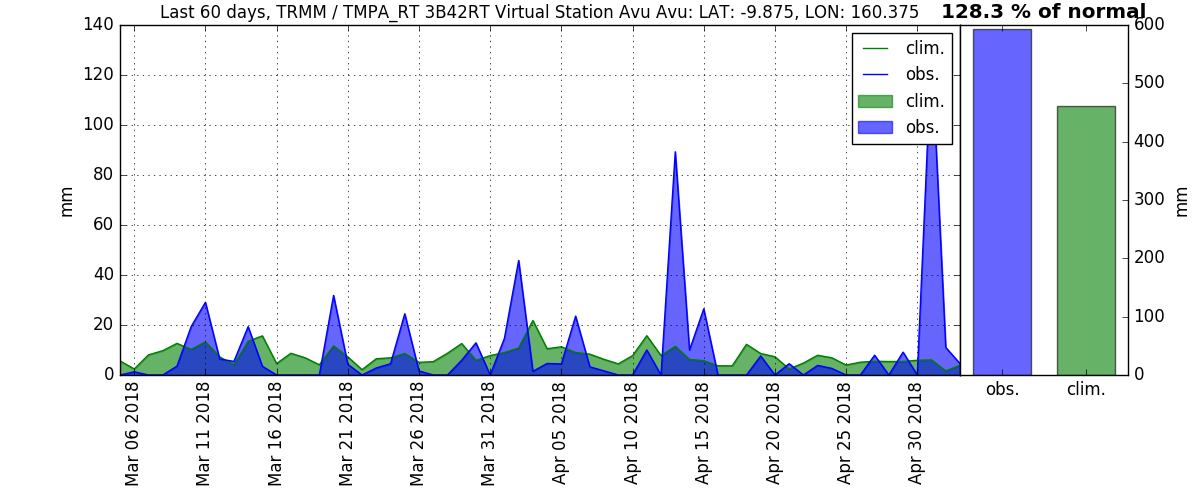 Last 60 days, TRMM / TMPA_RT 3B42RT Virtual Station Avu Avu: LAT: -9.875, LON: 160.375
128.3 % of normal
140
120
100
80
60
40
20
0
mm
clim.
obs.
clim.
obs.
600
500
400
300
200
100
0
mm
Mar 06 2018
Mar 11 2018
Mar 16 2018
Mar 21 2018
Mar 26 2018
Mar 31 2018
Apr 05 2018
Apr 10 2018
Apr 15 2018
Apr 20 2018
Apr 25 2018
Apr 30 2018
obs.
clim.